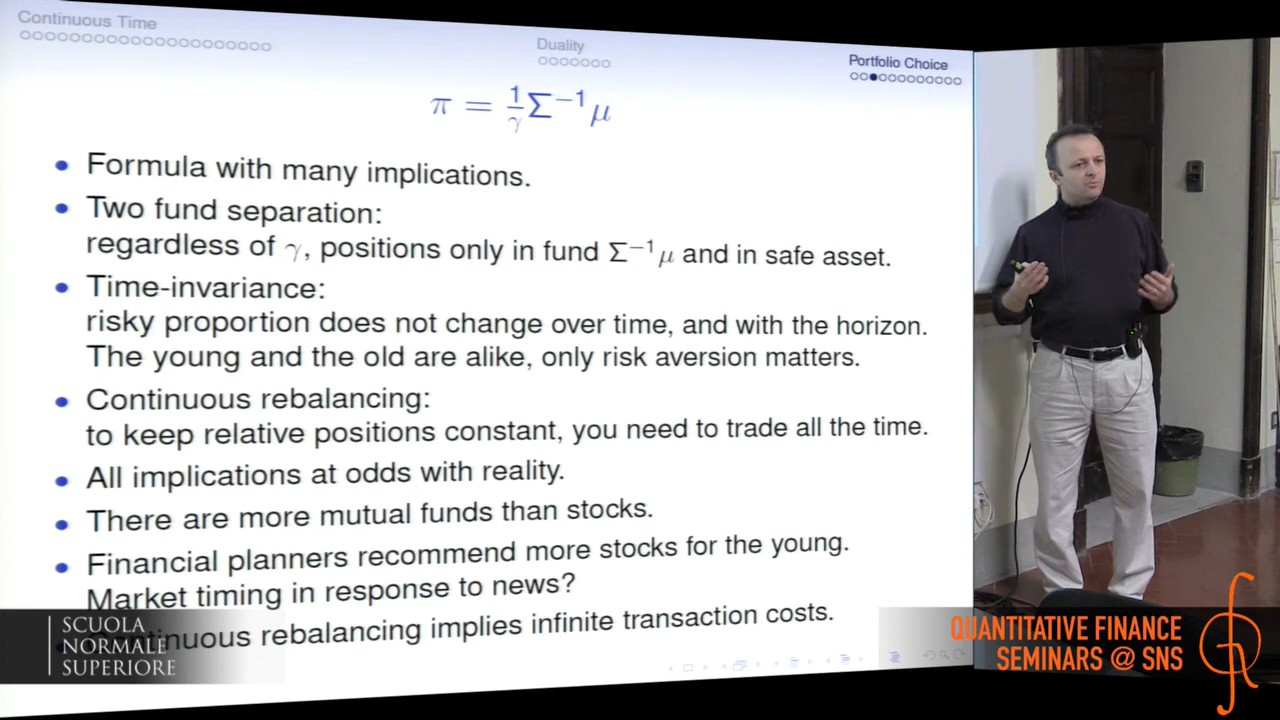 Continuous Time
Duality
Portfolio Choice
π = 1/γ Σ⁻¹ μ
• Formula with many implications.
• Two fund separation:
regardless of γ, positions only in fund Σ⁻¹μ and in safe asset.
• Time-invariance:
risky proportion does not change over time, and with the horizon.
The young and the old are alike, only risk aversion matters.
• Continuous rebalancing:
to keep relative positions constant, you need to trade all the time.
• All implications at odds with reality.
• There are more mutual funds than stocks.
• Financial planners recommend more stocks for the young.
Market timing in response to news?
• Continuous rebalancing implies infinite transaction costs.
SCUOLA
NORMALE
SUPERIORE
QUANTITATIVE FINANCE
SEMINARS @ SNS